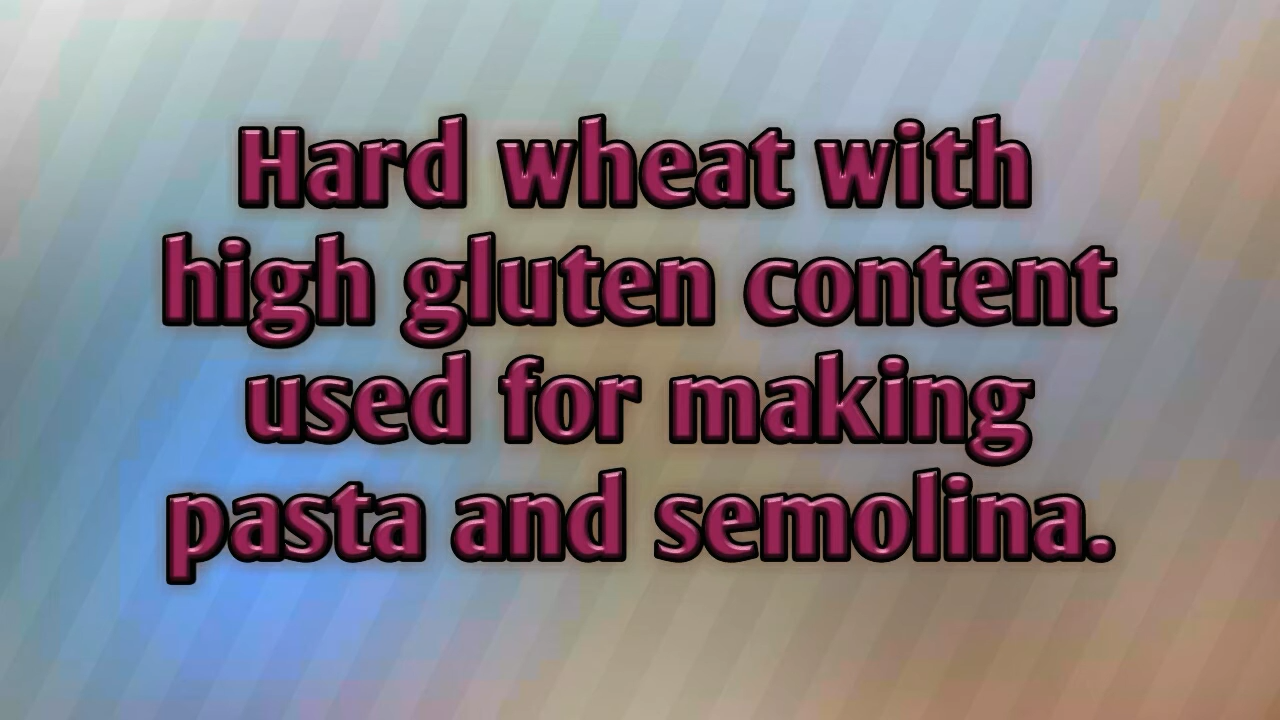 Hard wheat with
high gluten content
used for making
pasta and semolina.